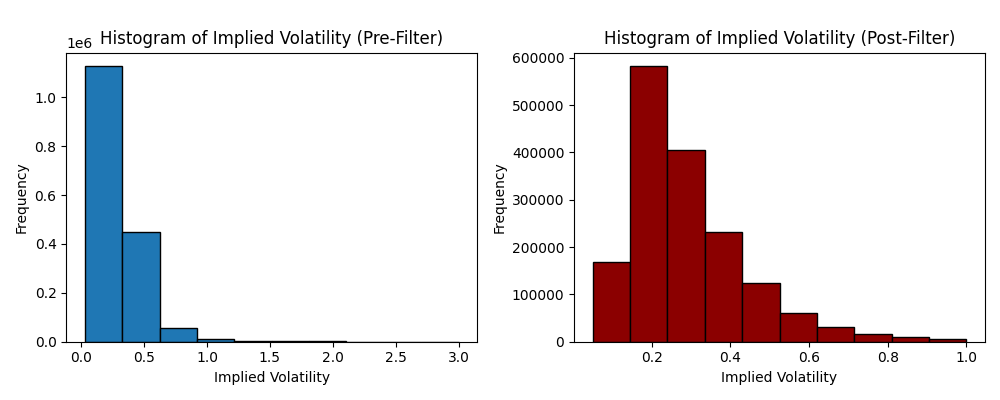 Histogram of Implied Volatility (Pre-Filter)
1e6
1.0
0.8
0.6
0.4
0.2
0.0
Frequency
0.0 0.5 1.0 1.5 2.0 2.5 3.0
Implied Volatility
Histogram of Implied Volatility (Post-Filter)
600000
500000
400000
300000
200000
100000
0
Frequency
0.2 0.4 0.6 0.8 1.0
Implied Volatility